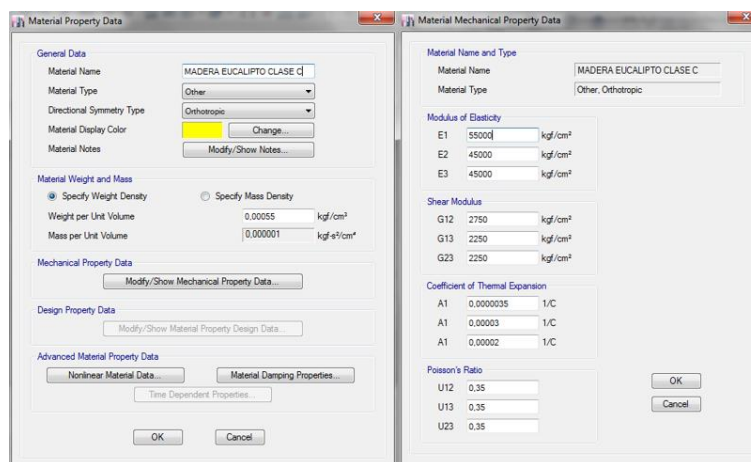 Material Property Data
General Data
Material Name MADERA EUCALIPTO CLASE C
Material Type Other
Directional Symmetry Type Orthotropic
Material Display Color Change...
Material Notes Modify/Show Notes...
Material Weight and Mass
Specify Weight Density Specify Mass Density
Weight per Unit Volume 0,00055 kgf/cm³
Mass per Unit Volume 0,000001 kgf-s²/cm⁴
Mechanical Property Data
Modify/Show Mechanical Property Data...
Design Property Data
Modify/Show Material Property Design Data...
Advanced Material Property Data
Nonlinear Material Data... Material Damping Properties...
Time Dependent Properties...
OK Cancel
Material Mechanical Property Data
Material Name and Type
Material Name MADERA EUCALIPTO CLASE C
Material Type Other, Orthotropic
Modulus of Elasticity
E1 55000 kgf/cm²
E2 45000 kgf/cm²
E3 45000 kgf/cm²
Shear Modulus
G12 2750 kgf/cm²
G13 2250 kgf/cm²
G23 2250 kgf/cm²
Coefficient of Thermal Expansion
A1 0,0000035 1/C
A1 0,00003 1/C
A1 0,00002 1/C
Poisson's Ratio
U12 0,35
U13 0,35
U23 0,35
OK
Cancel